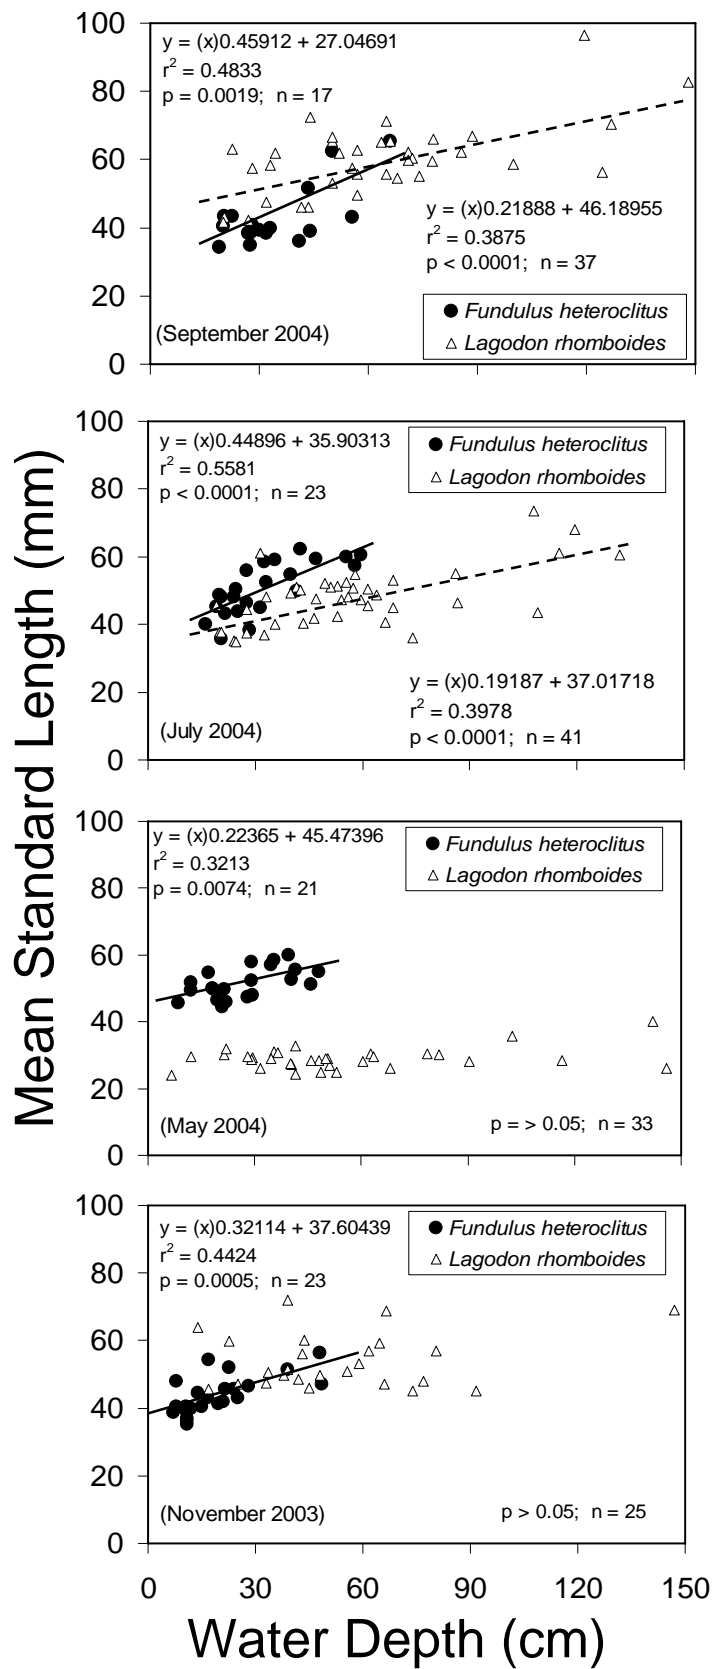 100
y = (x)0.45912 + 27.04691
r² = 0.4833
p = 0.0019; n = 17
80
60
y = (x)0.21888 + 46.18955
r² = 0.3875
p < 0.0001; n = 37
40
20
Fundulus heteroclitus
Lagodon rhomboides
(September 2004)
0
100
y = (x)0.44896 + 35.90313
r² = 0.5581
p < 0.0001; n = 23
Fundulus heteroclitus
Lagodon rhomboides
80
60
40
20
y = (x)0.19187 + 37.01718
r² = 0.3978
p < 0.0001; n = 41
(July 2004)
0
Mean Standard Length (mm)
100
y = (x)0.22365 + 45.47396
r² = 0.3213
p = 0.0074; n = 21
Fundulus heteroclitus
Lagodon rhomboides
80
60
40
20
(May 2004)
p = > 0.05; n = 33
0
100
y = (x)0.32114 + 37.60439
r² = 0.4424
p = 0.0005; n = 23
Fundulus heteroclitus
Lagodon rhomboides
80
60
40
20
(November 2003)
p > 0.05; n = 25
0
0 30 60 90 120 150
Water Depth (cm)